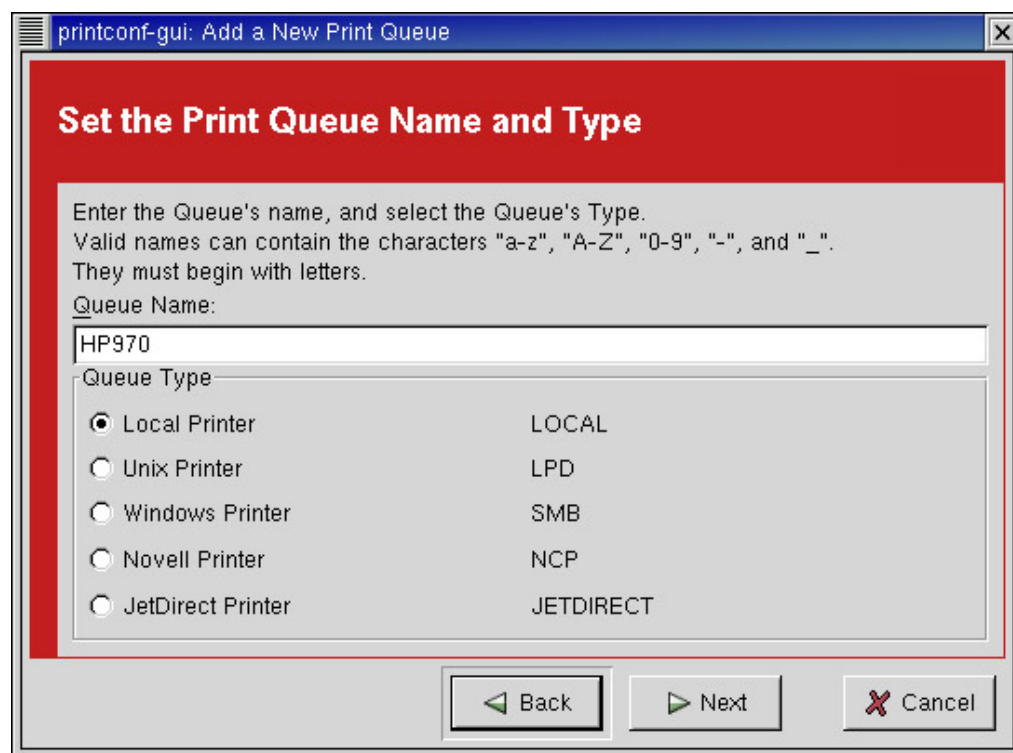 printconf-gui: Add a New Print Queue
Set the Print Queue Name and Type
Enter the Queue's name, and select the Queue's Type.
Valid names can contain the characters "a-z", "A-Z", "0-9", "-", and "_".
They must begin with letters.
Queue Name:
HP970
Queue Type
Local Printer LOCAL
Unix Printer LPD
Windows Printer SMB
Novell Printer NCP
JetDirect Printer JETDIRECT
Back Next Cancel